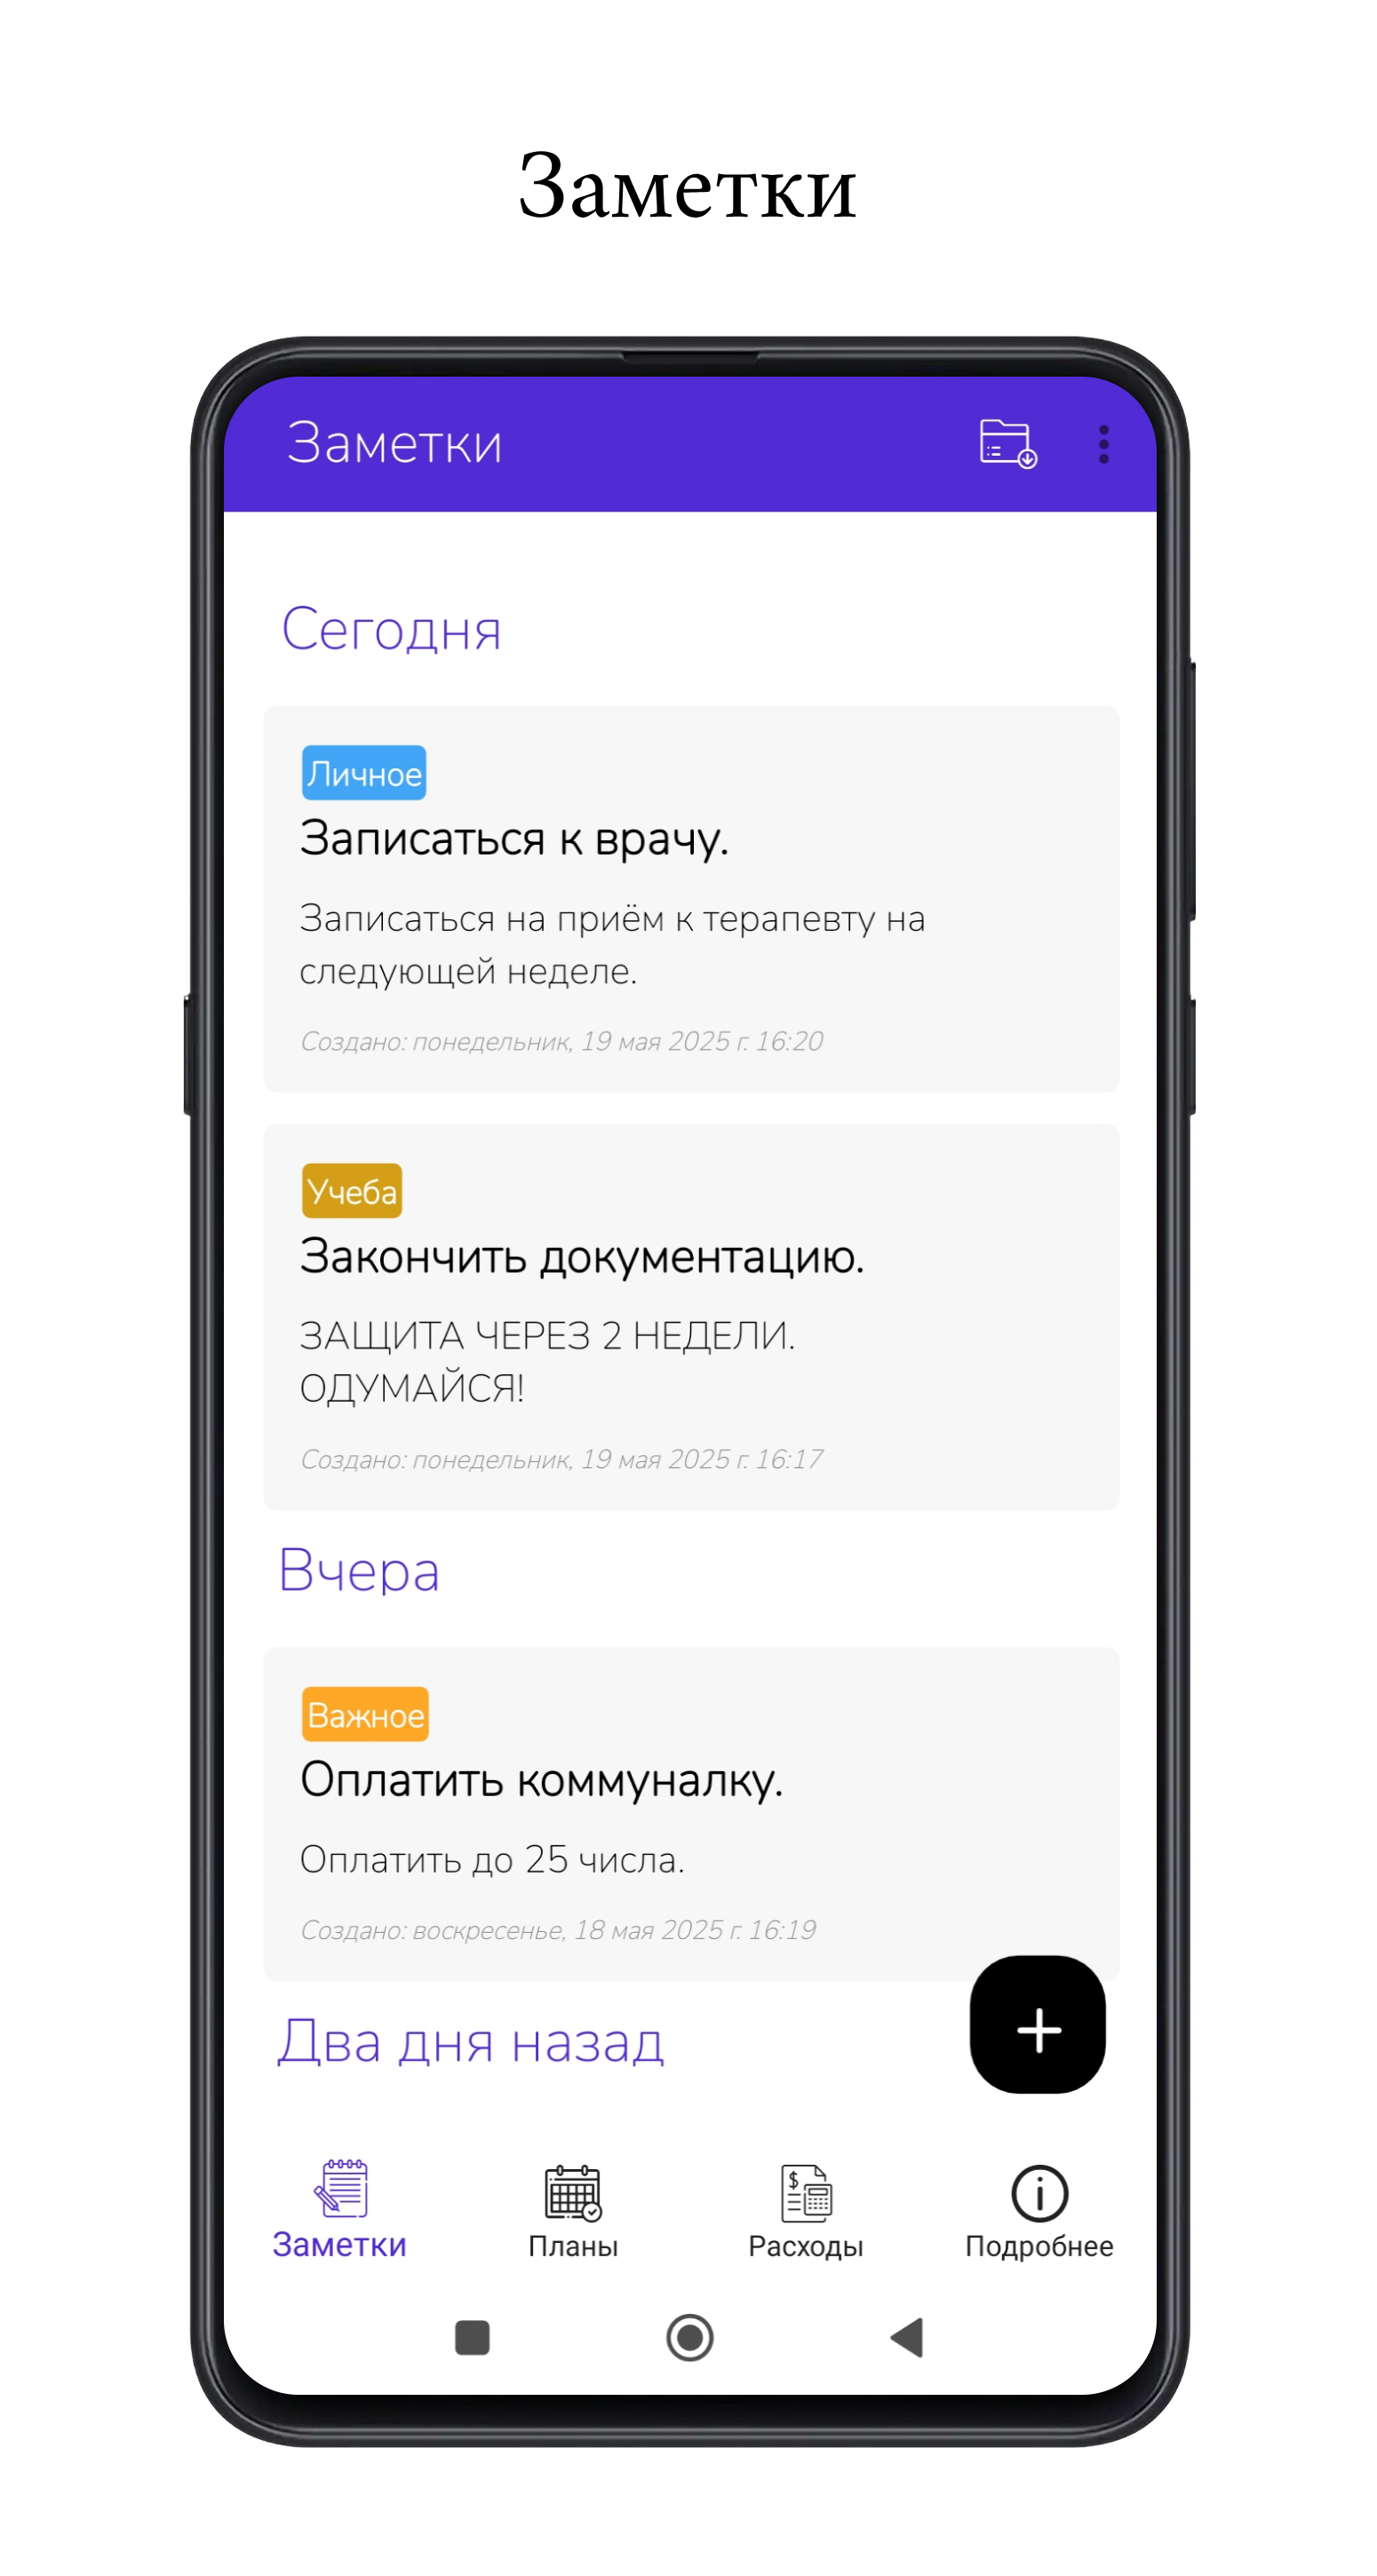 Заметки
Заметки
Сегодня
Личное
Записаться к врачу.
Записаться на приём к терапевту на
следующей неделе.
Создано: понедельник, 19 мая 2025 г. 16:20
Учеба
Закончить документацию.
ЗАЩИТА ЧЕРЕЗ 2 НЕДЕЛИ.
ОДУМАЙСЯ!
Создано: понедельник, 19 мая 2025 г. 16:17
Вчера
Важное
Оплатить коммуналку.
Оплатить до 25 числа.
Создано: воскресенье, 18 мая 2025 г. 16:19
Два дня назад
Заметки Планы Расходы Подробнее